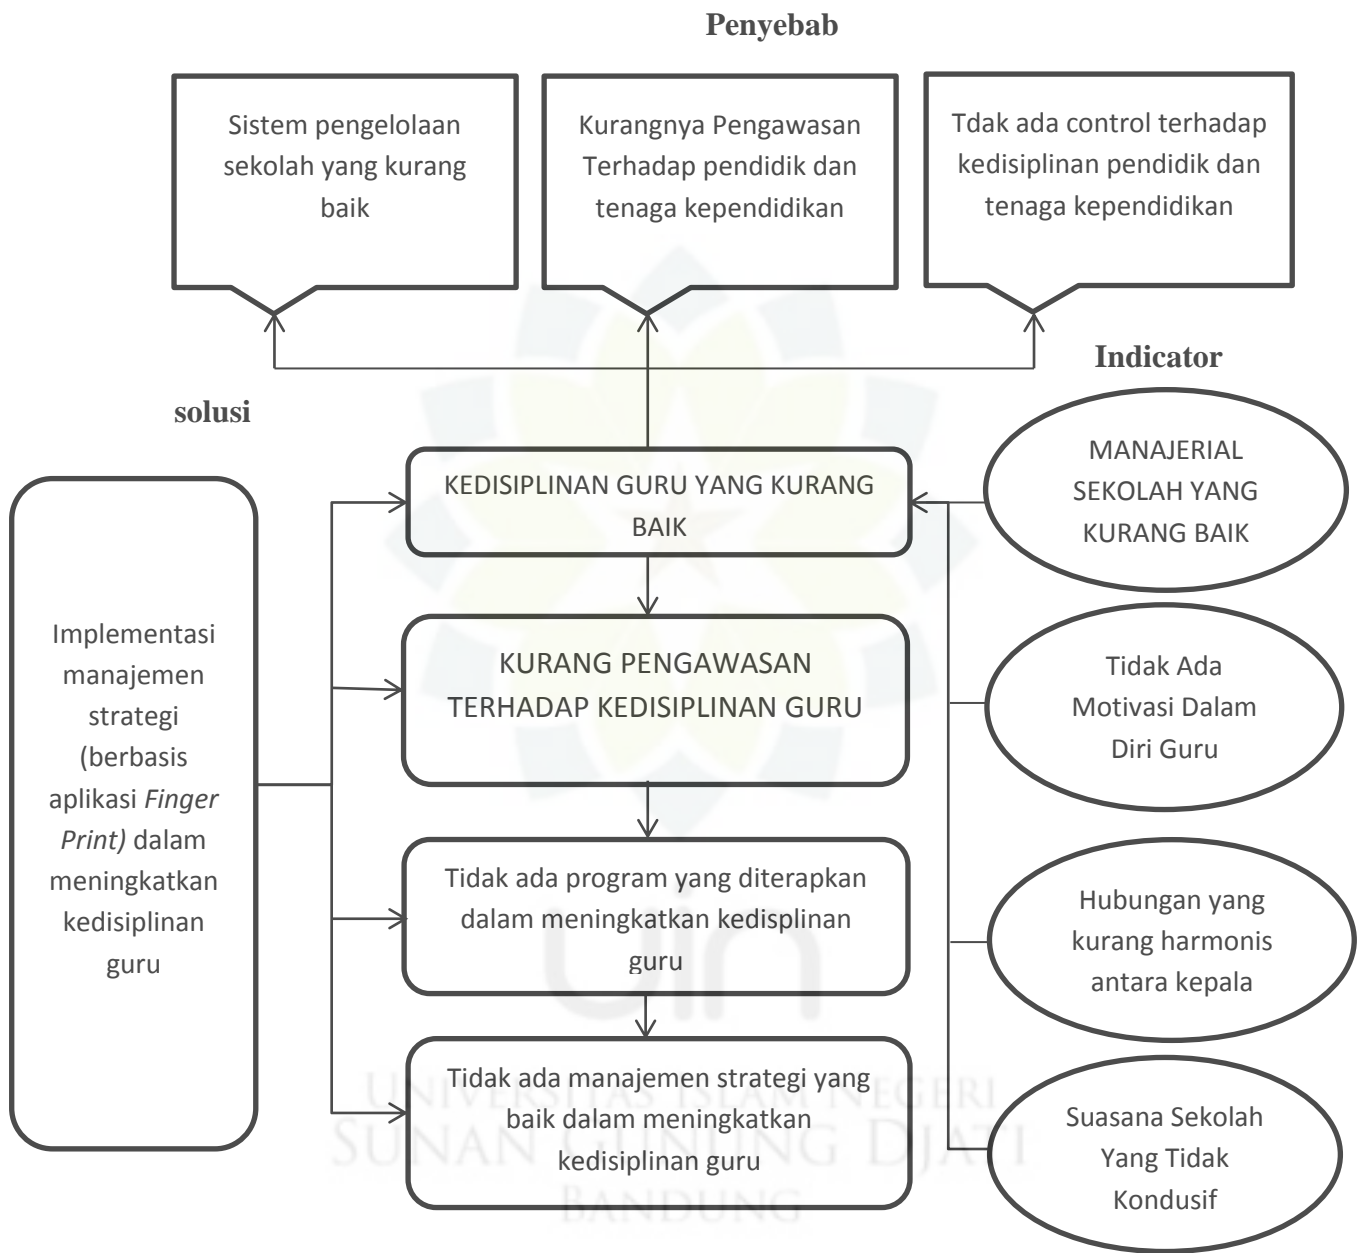 Penyebab
Sistem pengelolaan
sekolah yang kurang
baik
Kurangnya Pengawasan
Terhadap pendidik dan
tenaga kependidikan
Tdak ada control terhadap
kedisiplinan pendidik dan
tenaga kependidikan
Indicator
solusi
Implementasi
manajemen
strategi
(berbasis
aplikasi Finger
Print) dalam
meningkatkan
kedisiplinan
guru
KEDISIPLINAN GURU YANG KURANG
BAIK
KURANG PENGAWASAN
TERHADAP KEDISIPLINAN GURU
Tidak ada program yang diterapkan
dalam meningkatkan kedisplinan
guru
Tidak ada manajemen strategi yang
baik dalam meningkatkan
kedisiplinan guru
MANAJERIAL
SEKOLAH YANG
KURANG BAIK
Tidak Ada
Motivasi Dalam
Diri Guru
Hubungan yang
kurang harmonis
antara kepala
Suasana Sekolah
Yang Tidak
Kondusif
uin
UNIVERSITAS ISLAM NEGERI
SUNAN GUNUNG DJATI
BANDUNG